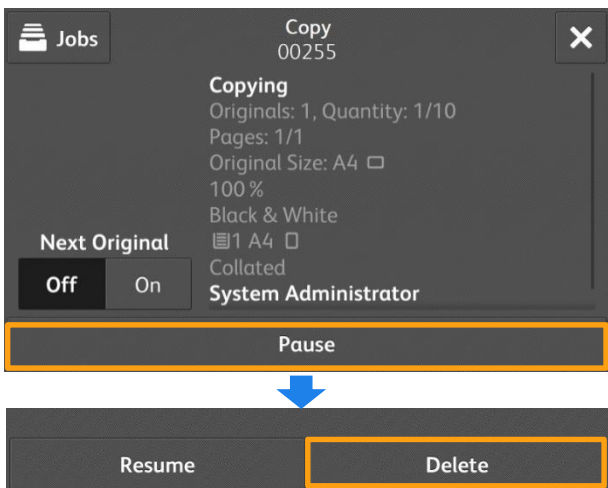 Jobs
Copy
00255
Copying
Originals: 1, Quantity: 1/10
Pages: 1/1
Original Size: A4
100 %
Black & White
1 A4
Collated
System Administrator
Next Original
Off
On
Pause
Resume
Delete